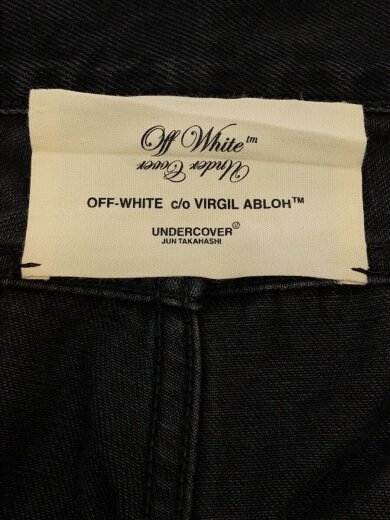 Off White™
Under Cover
OFF-WHITE c/o VIRGIL ABLOH™
UNDERCOVER Ⓤ
JUN TAKAHASHI